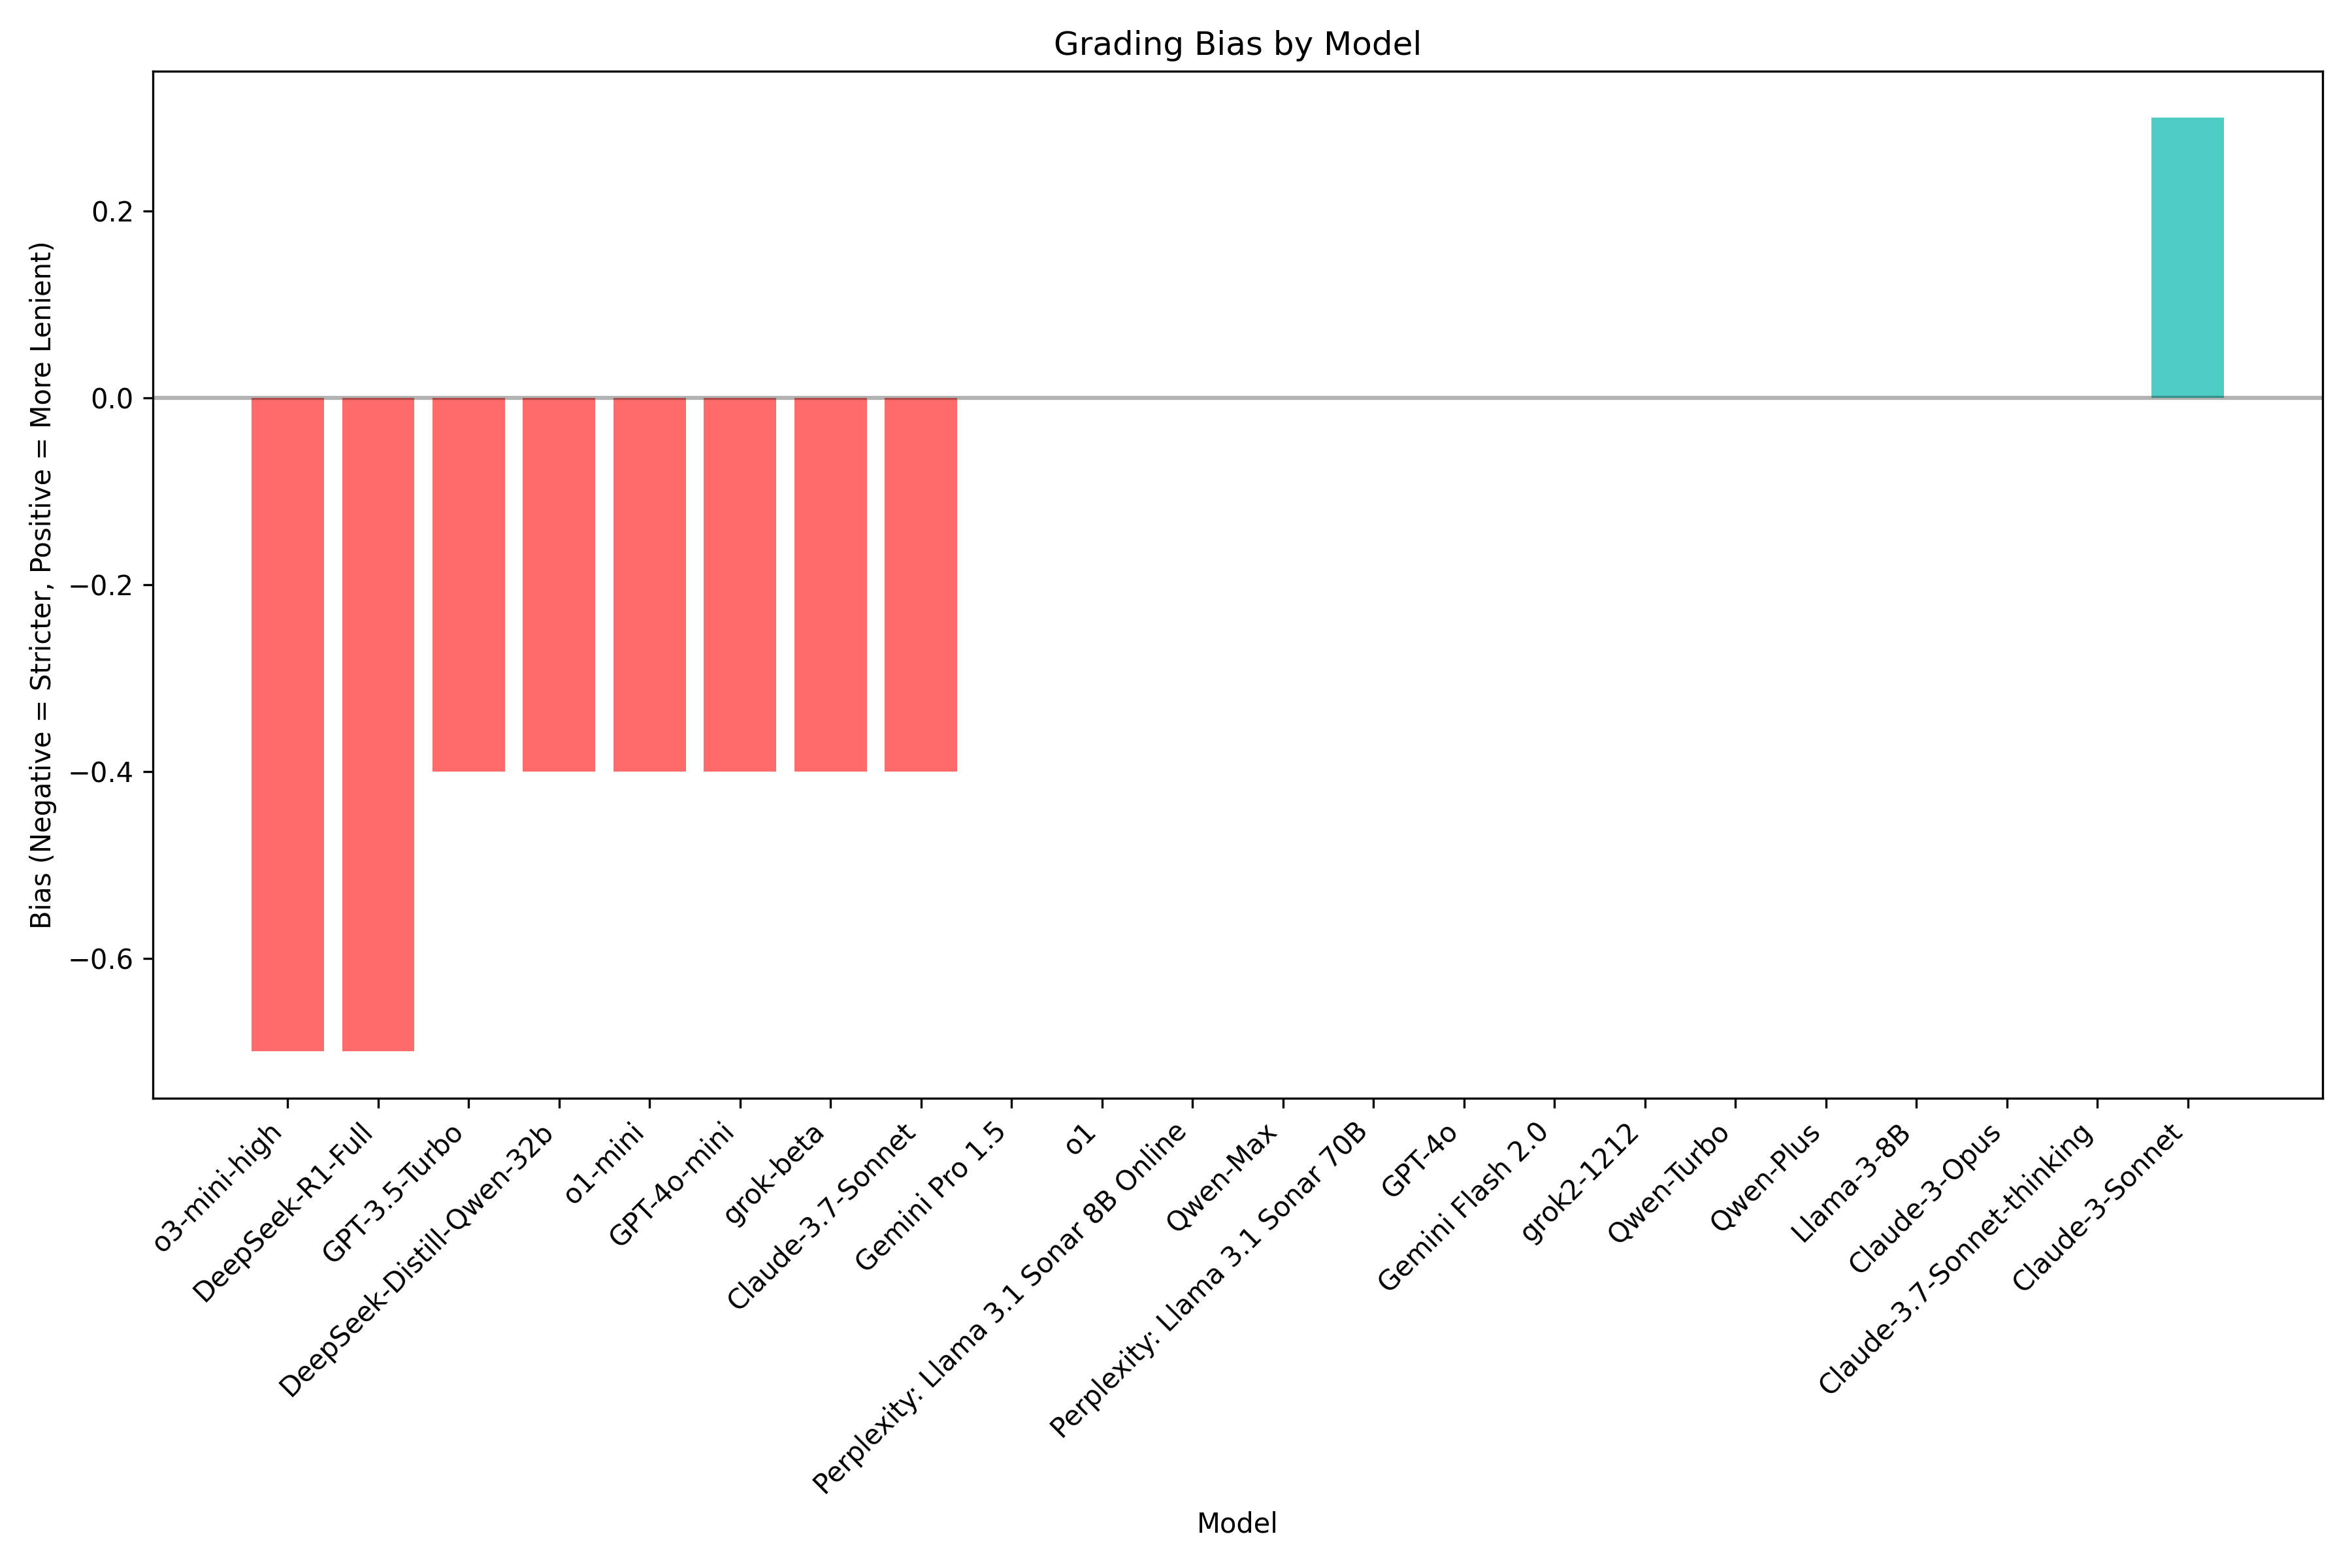 Grading Bias by Model
Bias (Negative = Stricter, Positive = More Lenient)
0.2
0.0
−0.2
−0.4
−0.6
o3-mini-high
DeepSeek-R1-Full
GPT-3.5-Turbo
DeepSeek-Distill-Qwen-32b
o1-mini
GPT-4o-mini
grok-beta
Claude-3.7-Sonnet
Gemini Pro 1.5
o1
Perplexity: Llama 3.1 Sonar 8B Online
Qwen-Max
Perplexity: Llama 3.1 Sonar 70B
GPT-4o
Gemini Flash 2.0
grok2-1212
Qwen-Turbo
Qwen-Plus
Llama-3-8B
Claude-3-Opus
Claude-3.7-Sonnet-thinking
Claude-3-Sonnet
Model